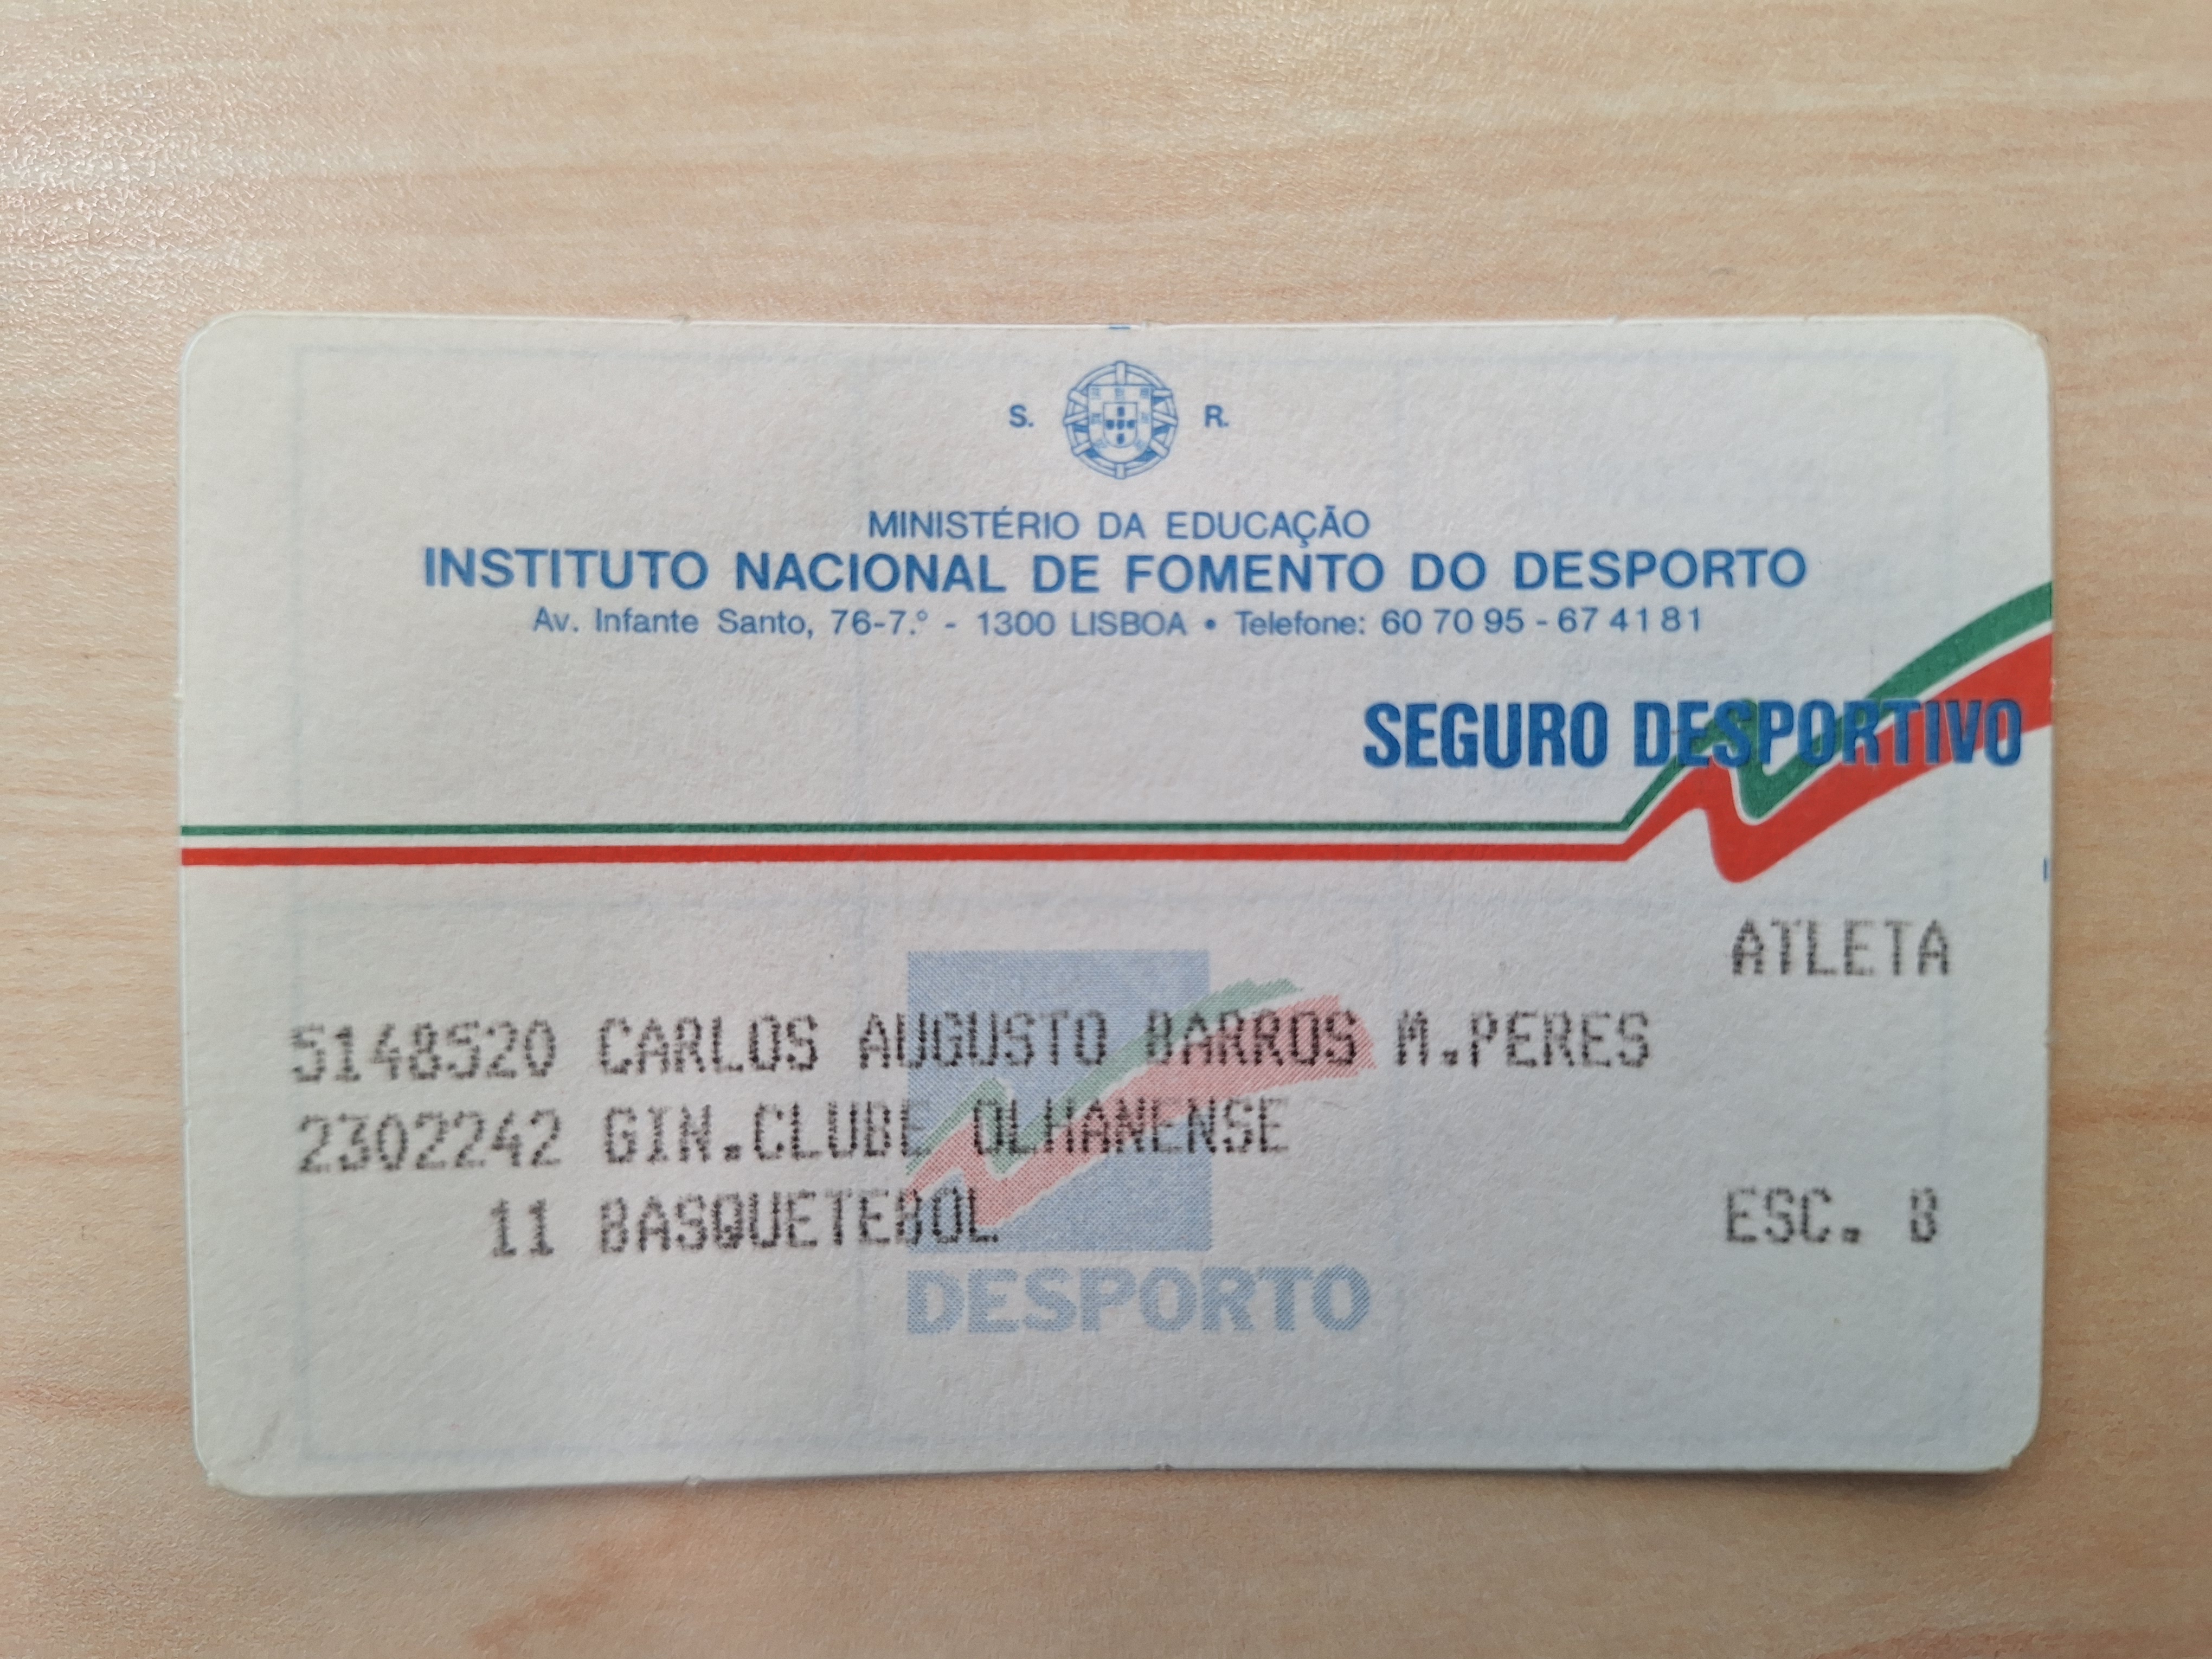 S. R.
MINISTÉRIO DA EDUCAÇÃO
INSTITUTO NACIONAL DE FOMENTO DO DESPORTO
Av. Infante Santo, 76-7.º - 1300 LISBOA • Telefone: 60 70 95 - 67 41 81
SEGURO DESPORTIVO
ATLETA
5148520 CARLOS AUGUSTO BARROS M.PERES
2302242 GIN.CLUBE OLHANENSE
11 BASQUETEBOL ESC. B
DESPORTO